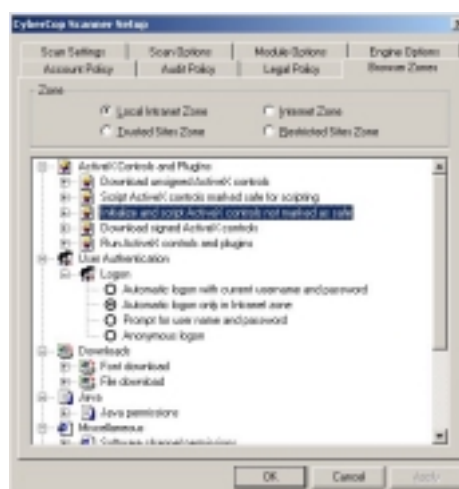 CyberCop Scanner Setup
Scan Settings Scan Options Module Options Engine Options
Account Policy Audit Policy Legal Policy Browser Zones
Zone
Local Intranet Zone Internet Zone
Trusted Sites Zone Restricted Sites Zone
ActiveX Controls and Plugins
Download unsigned ActiveX controls
Script ActiveX controls marked safe for scripting
Initialize and script ActiveX controls not marked as safe
Download signed ActiveX controls
Run ActiveX controls and plugins
User Authentication
Logon
Automatic logon with current username and password
Automatic logon only in Intranet zone
Prompt for user name and password
Anonymous logon
Downloads
Font download
File download
Java
Java permissions
Miscellaneous
Software channel permissions
OK Cancel Apply